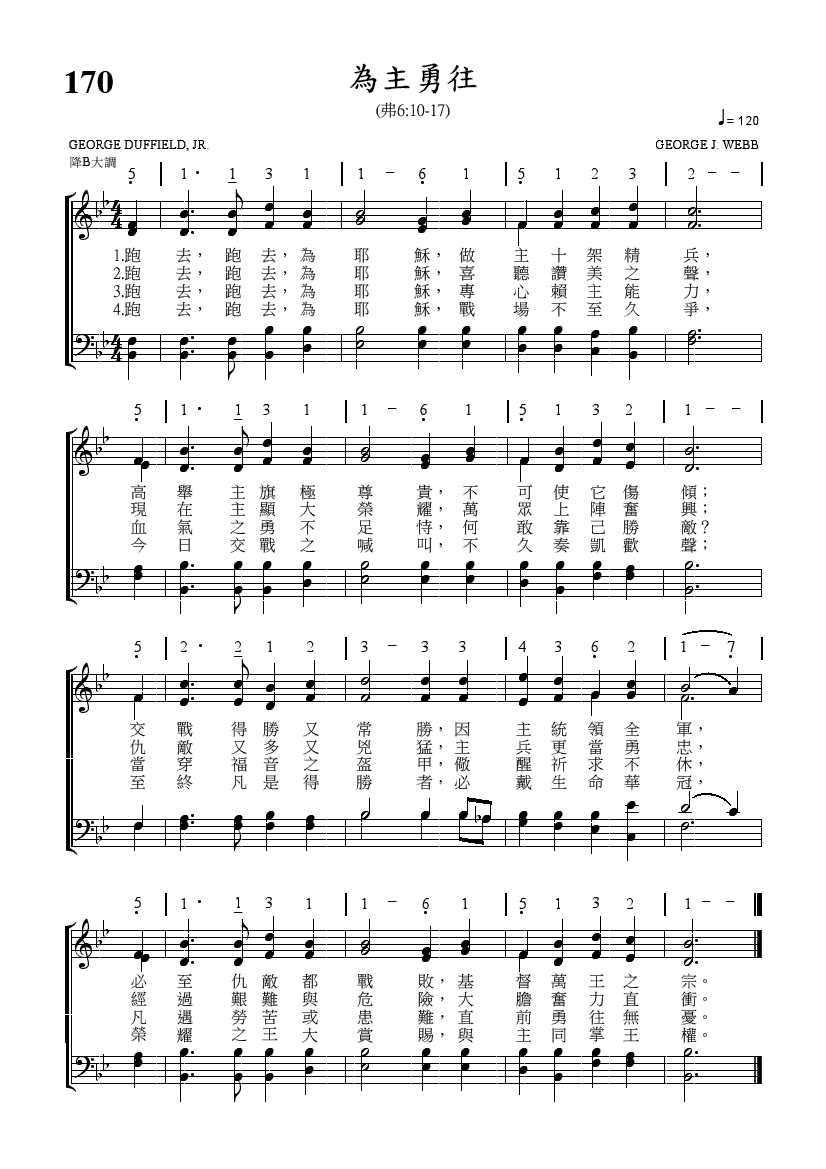 170
為主勇往
(弗6:10-17)
= 120
GEORGE DUFFIELD, JR.
GEORGE J. WEBB
降B大調
5 | 1 · 1 3 1 | 1 – 6 1 | 5 1 2 3 | 2 – – |
1.跑 去，跑 去，為 耶 穌，做 主 十 架 精 兵，
2.跑 去，跑 去，為 耶 穌，喜 聽 讚 美 之 聲，
3.跑 去，跑 去，為 耶 穌，專 心 賴 主 能 力，
4.跑 去，跑 去，為 耶 穌，戰 場 不 至 久 爭，
5 | 1 · 1 3 1 | 1 – 6 1 | 5 1 3 2 | 1 – – |
高 舉 主 旗 極 尊 貴，不 可 使 它 傷 傾；
現 在 主 顯 大 榮 耀，萬 眾 上 陣 奮 興；
血 氣 之 勇 不 足 恃，何 敢 靠 己 勝 敵？
今 日 交 戰 之 喊 叫，不 久 奏 凱 歡 聲；
5 | 2 · 2 1 2 | 3 – 3 3 | 4 3 6 2 | 1 – 7 |
交 戰 得 勝 又 常 勝，因 主 統 領 全 軍，
仇 敵 又 多 又 兇 猛，主 兵 更 當 勇 忠，
當 穿 福 音 之 盔 甲，儆 醒 祈 求 不 休，
至 終 凡 是 得 勝 者，必 戴 生 命 華 冠，
5 | 1 · 1 3 1 | 1 – 6 1 | 5 1 3 2 | 1 – –
必 至 仇 敵 都 戰 敗，基 督 萬 王 之 宗。
經 過 艱 難 與 危 險，大 膽 奮 力 直 衝。
凡 遇 勞 苦 或 患 難，直 前 勇 往 無 憂。
榮 耀 之 王 大 賞 賜，與 主 同 掌 王 權。